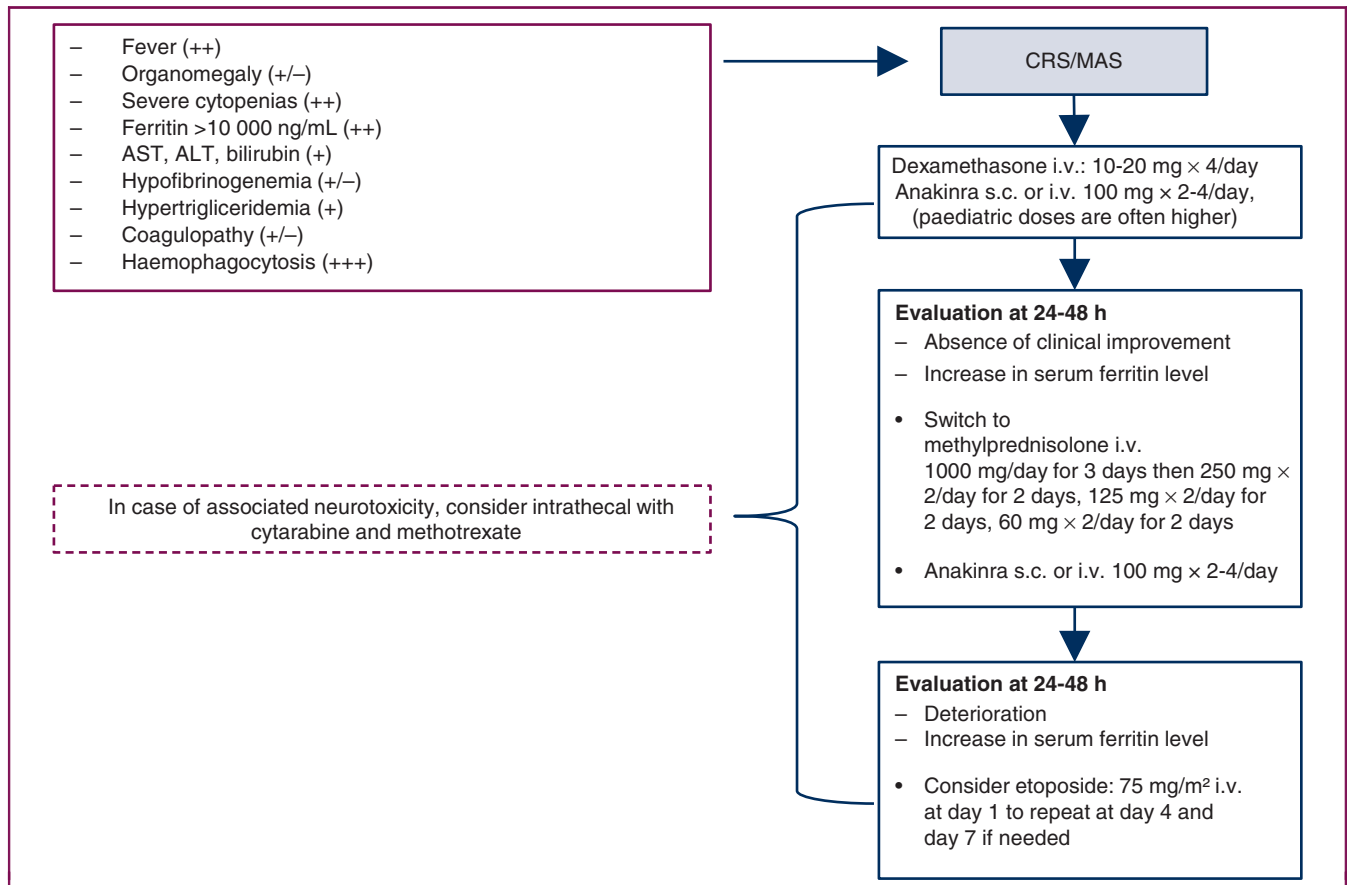 – Fever (++)
– Organomegaly (+/–)
– Severe cytopenias (++)
– Ferritin >10 000 ng/mL (++)
– AST, ALT, bilirubin (+)
– Hypofibrinogenemia (+/–)
– Hypertrigliceridemia (+)
– Coagulopathy (+/–)
– Haemophagocytosis (+++)
CRS/MAS
Dexamethasone i.v.: 10-20 mg × 4/day
Anakinra s.c. or i.v. 100 mg × 2-4/day,
(paediatric doses are often higher)
Evaluation at 24-48 h
– Absence of clinical improvement
– Increase in serum ferritin level
• Switch to
methylprednisolone i.v.
1000 mg/day for 3 days then 250 mg ×
2/day for 2 days, 125 mg × 2/day for
2 days, 60 mg × 2/day for 2 days
• Anakinra s.c. or i.v. 100 mg × 2-4/day
In case of associated neurotoxicity, consider intrathecal with
cytarabine and methotrexate
Evaluation at 24-48 h
– Deterioration
– Increase in serum ferritin level
• Consider etoposide: 75 mg/m² i.v.
at day 1 to repeat at day 4 and
day 7 if needed